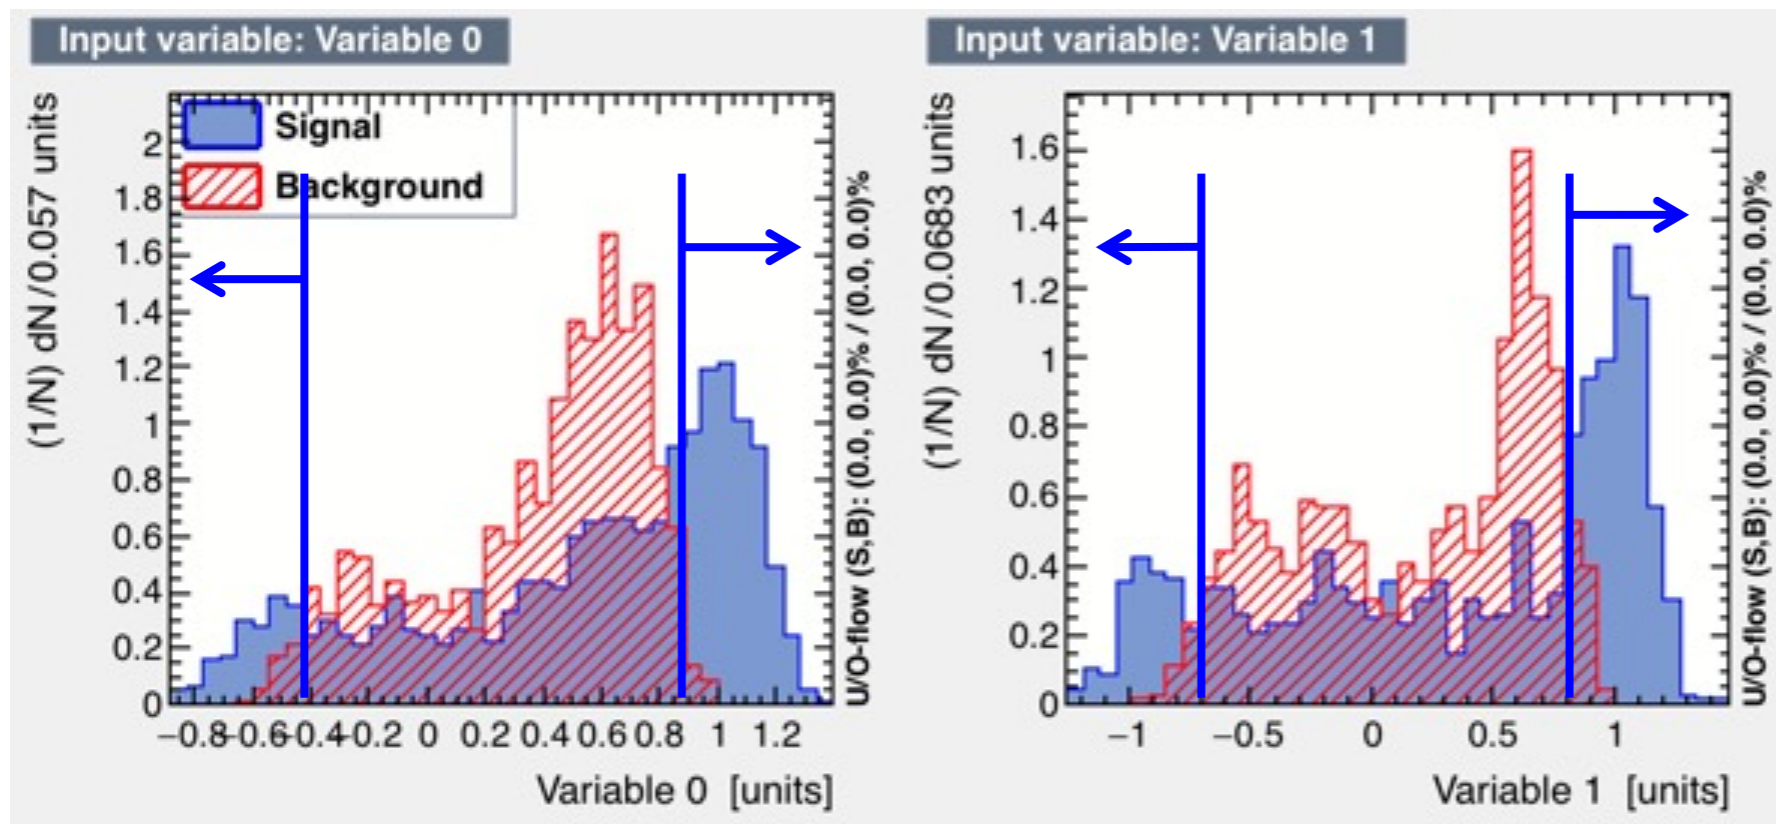 Input variable: Variable 0
(1/N) dN / 0.057 units
Signal
Background
2
1.8
1.6
1.4
1.2
1
0.8
0.6
0.4
0.2
0
−0.8 −0.6 −0.4 −0.2 0 0.2 0.4 0.6 0.8 1 1.2
Variable 0 [units]
U/O-flow (S,B): (0.0, 0.0)% / (0.0, 0.0)%
Input variable: Variable 1
(1/N) dN / 0.0683 units
1.6
1.4
1.2
1
0.8
0.6
0.4
0.2
0
−1 −0.5 0 0.5 1
Variable 1 [units]
U/O-flow (S,B): (0.0, 0.0)% / (0.0, 0.0)%